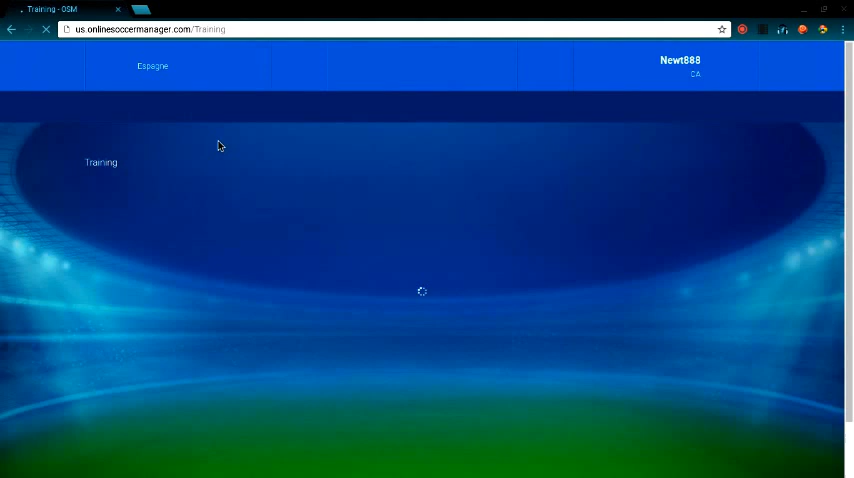 Training - OSM
us.onlinesoccermanager.com/Training
Espagne
Newt888
CA
Training